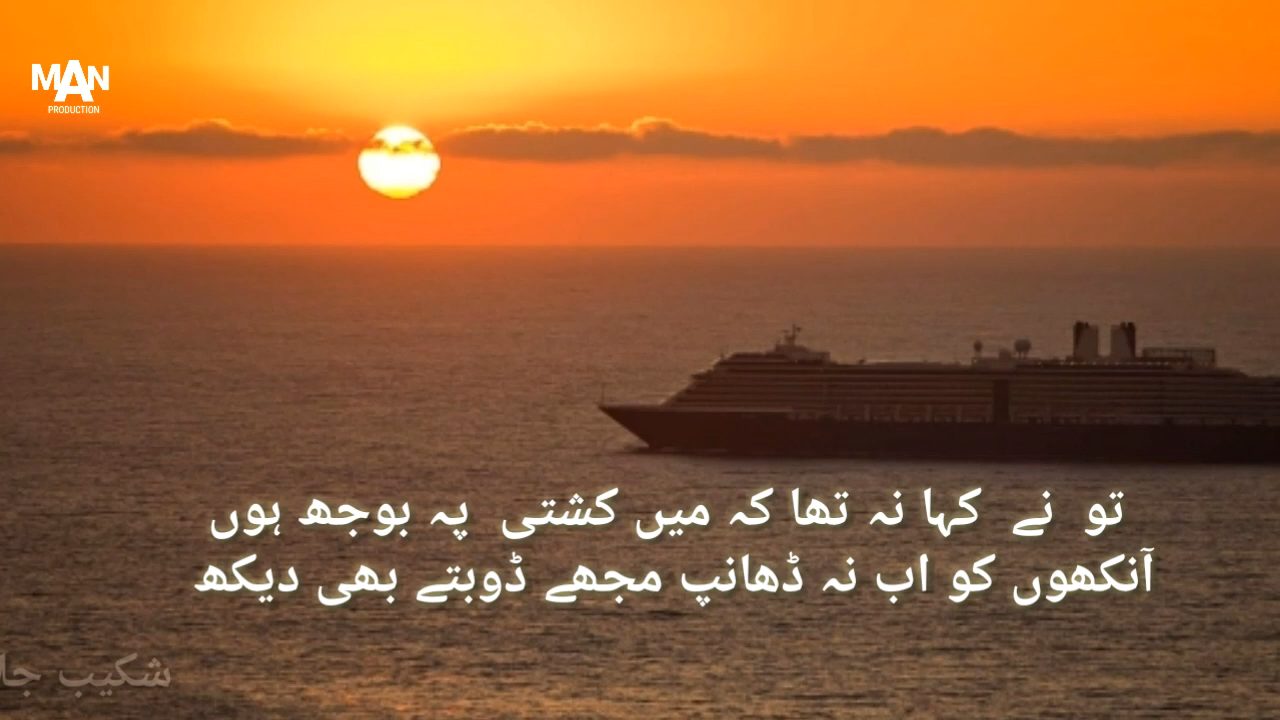 MAN
PRODUCTION
تو نے کہا نہ تھا کہ میں کشتی پہ بوجھ ہوں
آنکھوں کو اب نہ ڈھانپ مجھے ڈوبتے بھی دیکھ
شکیب